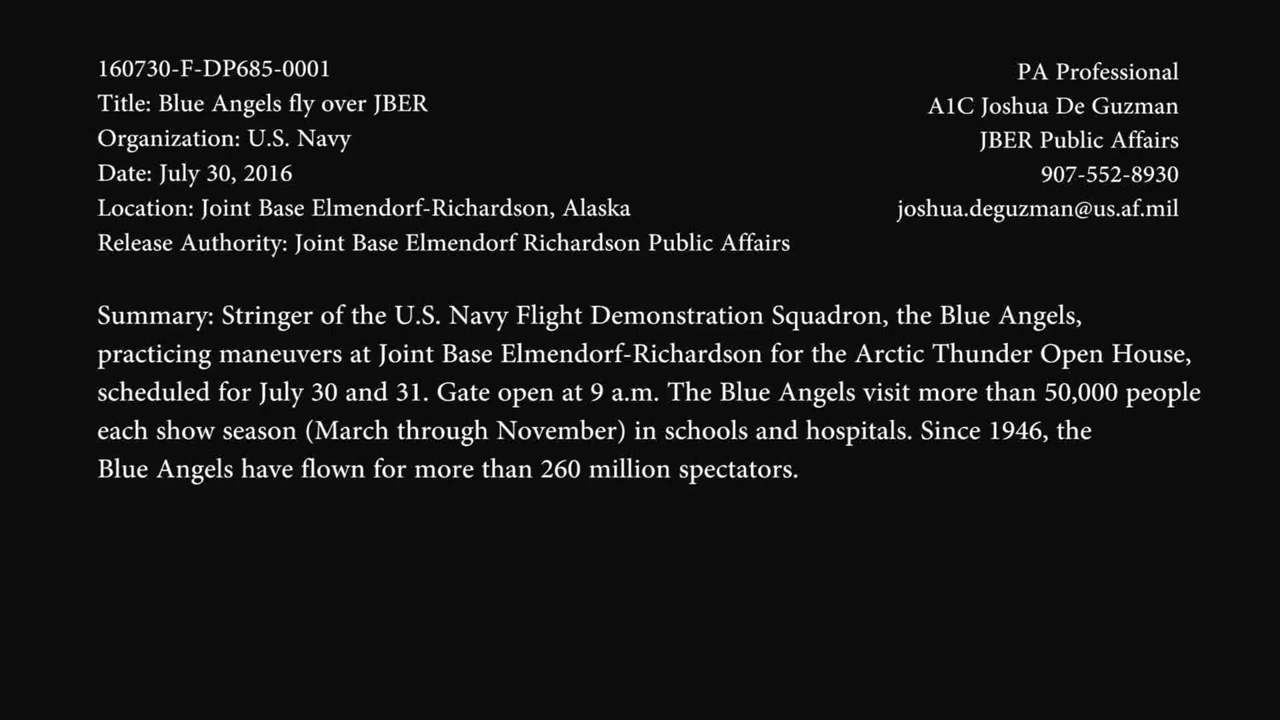 160730-F-DP685-0001
Title: Blue Angels fly over JBER
Organization: U.S. Navy
Date: July 30, 2016
Location: Joint Base Elmendorf-Richardson, Alaska
Release Authority: Joint Base Elmendorf Richardson Public Affairs
PA Professional
A1C Joshua De Guzman
JBER Public Affairs
907-552-8930
joshua.deguzman@us.af.mil
Summary: Stringer of the U.S. Navy Flight Demonstration Squadron, the Blue Angels,
practicing maneuvers at Joint Base Elmendorf-Richardson for the Arctic Thunder Open House,
scheduled for July 30 and 31. Gate open at 9 a.m. The Blue Angels visit more than 50,000 people
each show season (March through November) in schools and hospitals. Since 1946, the
Blue Angels have flown for more than 260 million spectators.